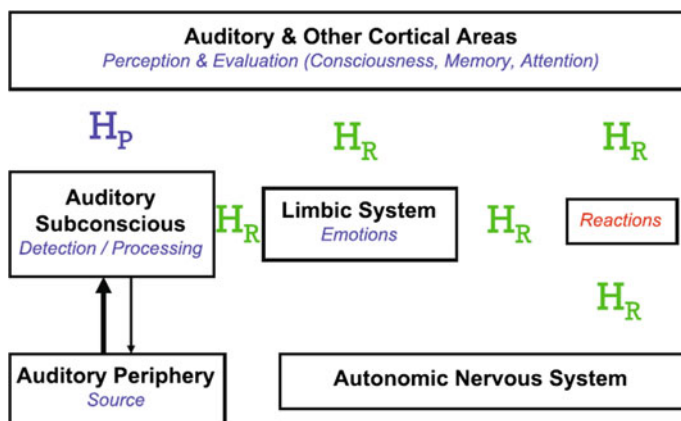 Auditory & Other Cortical Areas
Perception & Evaluation (Consciousness, Memory, Attention)
HP
HR
HR
Auditory
Subconscious
Detection / Processing
HR
Limbic System
Emotions
HR
Reactions
HR
Auditory Periphery
Source
Autonomic Nervous System